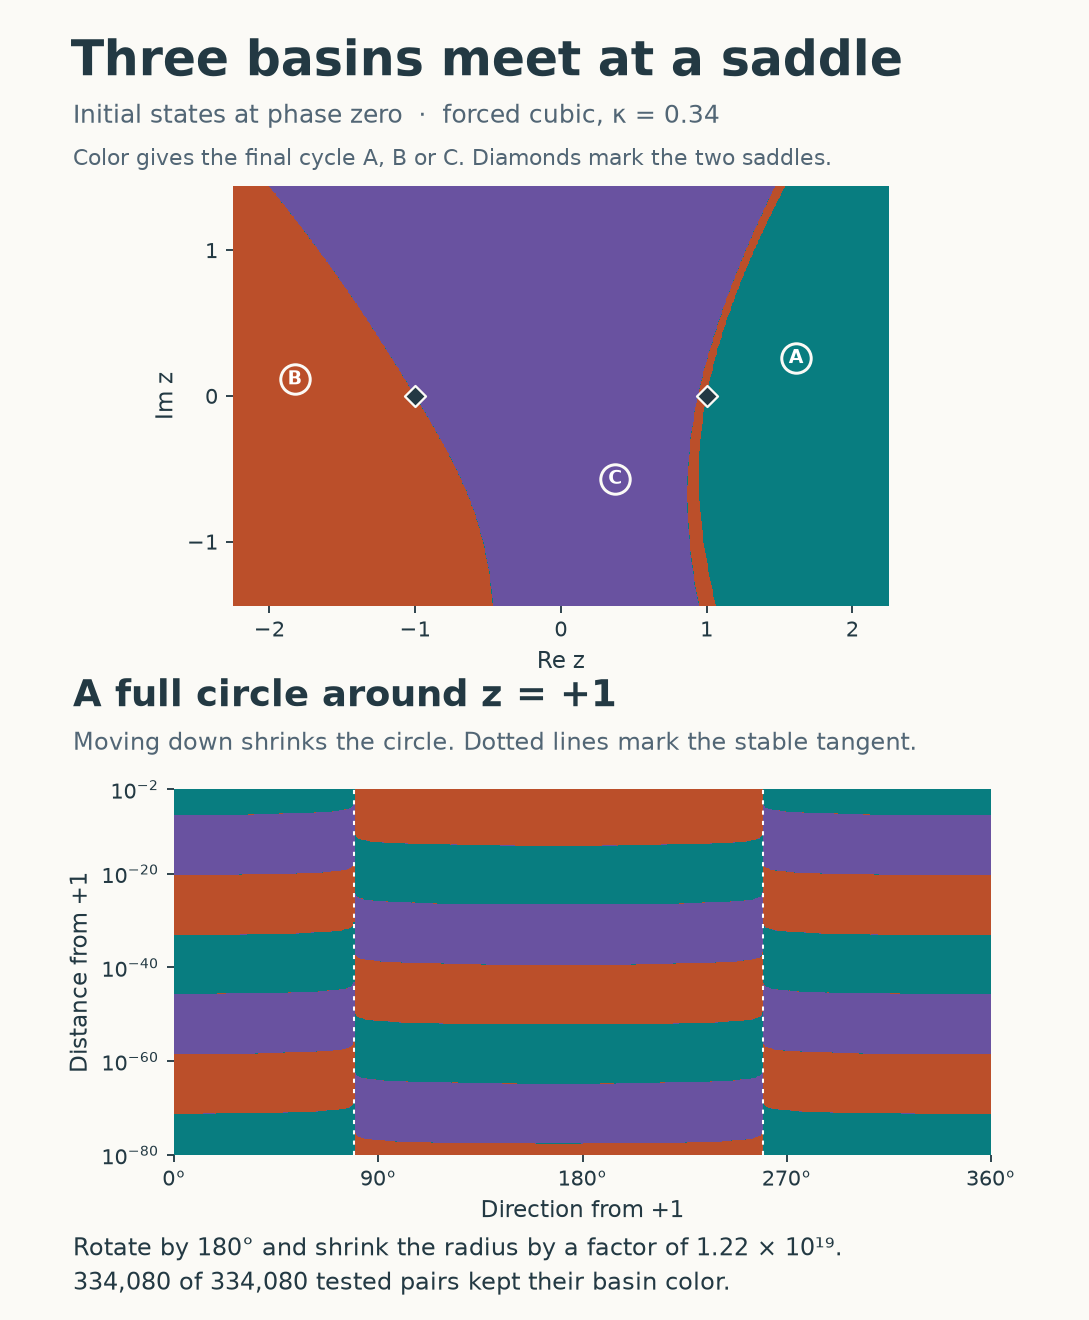 Three basins meet at a saddle
Initial states at phase zero · forced cubic, κ = 0.34
Color gives the final cycle A, B or C. Diamonds mark the two saddles.
1
0
−1
Im z
A
B
C
−2
−1
0
1
2
Re z
A full circle around z = +1
Moving down shrinks the circle. Dotted lines mark the stable tangent.
10⁻²
10⁻²⁰
10⁻⁴⁰
10⁻⁶⁰
10⁻⁸⁰
Distance from +1
0°
90°
180°
270°
360°
Direction from +1
Rotate by 180° and shrink the radius by a factor of 1.22 × 10¹⁹.
334,080 of 334,080 tested pairs kept their basin color.